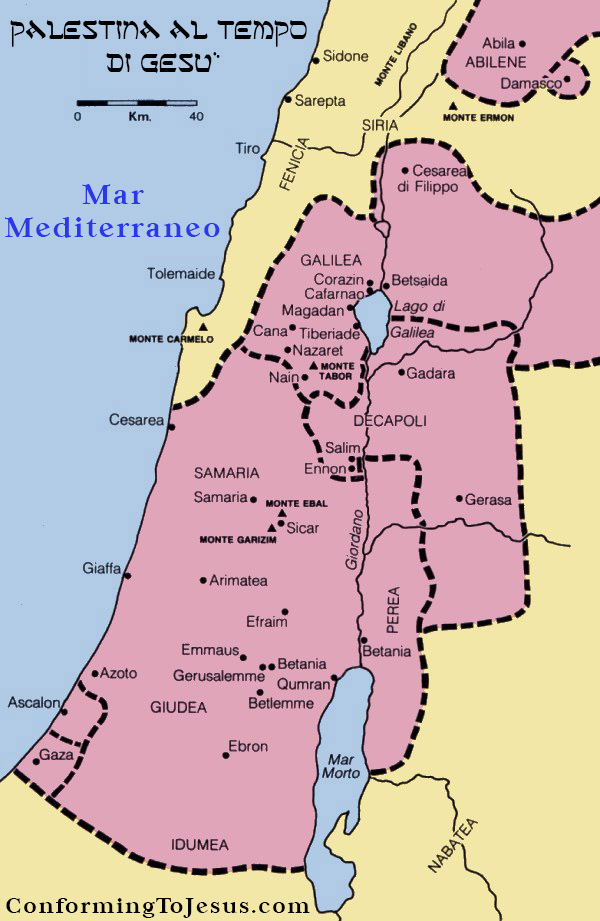 PALESTINA AL TEMPO
DI GESU'
0 Km. 40
Mar
Mediterraneo
Abila
ABILENE
Damasco
MONTE LIBANO
MONTE ERMON
SIRIA
Sidone
Sarepta
Tiro
FENICIA
Cesarea
di Filippo
GALILEA
Corazin
Betsaida
Cafarnao
Magadan
Lago di
Galilea
Tolemaide
MONTE CARMELO
Cana
Tiberiade
Nazaret
MONTE
TABOR
Nain
Gadara
DECAPOLI
Cesarea
Salim
Ennon
SAMARIA
Samaria
MONTE EBAL
Sicar
MONTE GARIZIM
Gerasa
Giordano
Giaffa
Arimatea
Efraim
PEREA
Betania
Emmaus
Gerusalemme
Betania
Qumran
Betlemme
Azoto
Ascalon
GIUDEA
Gaza
Ebron
Mar
Morto
IDUMEA
NABATEA
ConformingToJesus.com